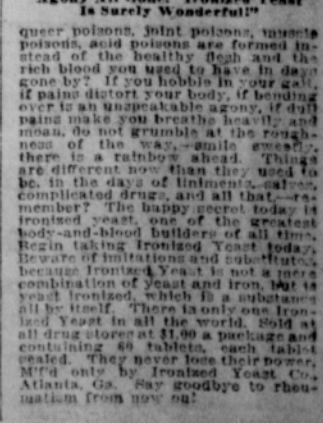 Agony All Gone! "Ironized Yeast
Is Surely Wonderful!"
queer poisons, joint poisons, muscle
poisons, acid poisons are formed in-
stead of the healthy flesh and the
rich blood you used to have in days
gone by? If you hobble in your gait,
if pains distort your body, if bending
over is an unspeakable agony, if dull
pains make you breathe heavily and
moan, do not grumble at the rough-
ness of the way,—smile sweetly,
there is a rainbow ahead. Things
are different now than they used to
be, in the days of liniments, salves,
complicated drugs, and all that,—re-
member? The happy secret today is
ironized yeast, one of the greatest
body-and-blood builders of all time.
Begin taking Ironized Yeast today.
Beware of imitations and substitutes,
because Ironized Yeast is not a mere
combination of yeast and iron, but is
yeast ironized, which is a substance
all by itself. There is only one Iron-
ized Yeast in all the world. Sold at
all drug stores at $1.00 a package and
containing 60 tablets, each tablet
sealed. They never lose their power.
M'f'd only by Ironized Yeast Co.,
Atlanta, Ga. Say goodbye to rheu-
matism from now on!